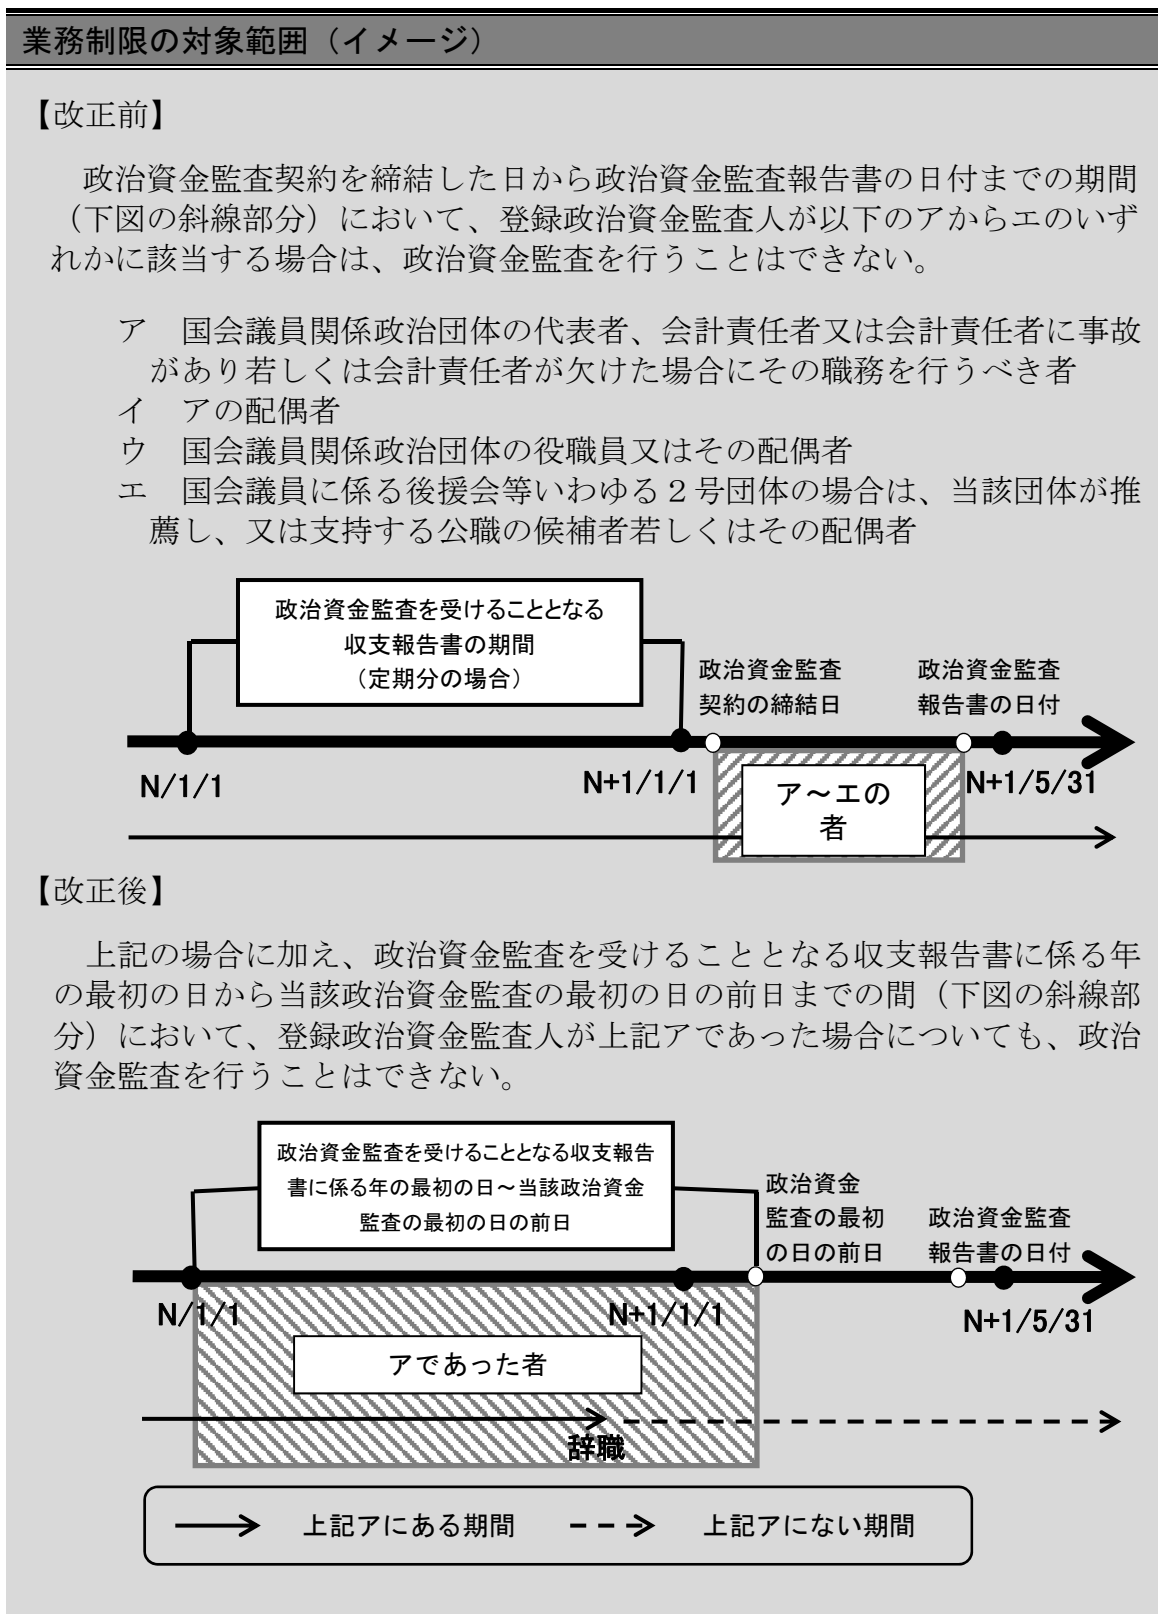 業務制限の対象範囲（イメージ）
【改正前】
政治資金監査契約を締結した日から政治資金監査報告書の日付までの期間
（下図の斜線部分）において、登録政治資金監査人が以下のアからエのいず
れかに該当する場合は、政治資金監査を行うことはできない。
ア　国会議員関係政治団体の代表者、会計責任者又は会計責任者に事故
があり若しくは会計責任者が欠けた場合にその職務を行うべき者
イ　アの配偶者
ウ　国会議員関係政治団体の役職員又はその配偶者
エ　国会議員に係る後援会等いわゆる２号団体の場合は、当該団体が推
薦し、又は支持する公職の候補者若しくはその配偶者
政治資金監査を受けることとなる
収支報告書の期間
（定期分の場合）
政治資金監査
契約の締結日
政治資金監査
報告書の日付
N/1/1
N+1/1/1
N+1/5/31
ア～エの
者
【改正後】
上記の場合に加え、政治資金監査を受けることとなる収支報告書に係る年
の最初の日から当該政治資金監査の最初の日の前日までの間（下図の斜線部
分）において、登録政治資金監査人が上記アであった場合についても、政治
資金監査を行うことはできない。
政治資金監査を受けることとなる収支報告
書に係る年の最初の日～当該政治資金
監査の最初の日の前日
政治資金
監査の最初
の日の前日
政治資金監査
報告書の日付
N/1/1
N+1/1/1
N+1/5/31
アであった者
辞職
上記アにある期間
上記アにない期間